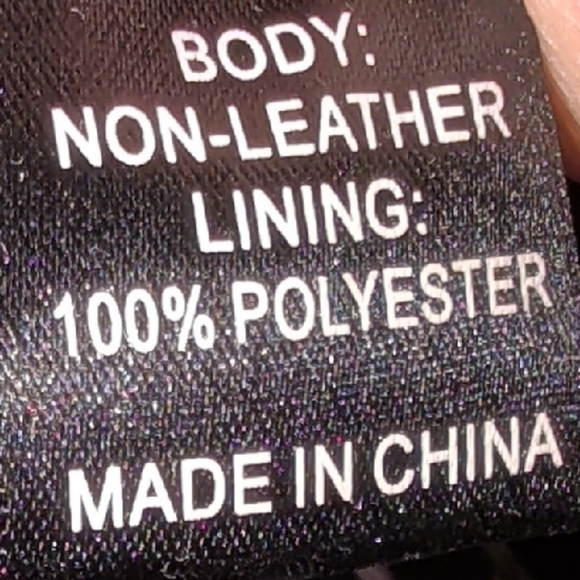 BODY:
NON-LEATHER
LINING:
100% POLYESTER
MADE IN CHINA